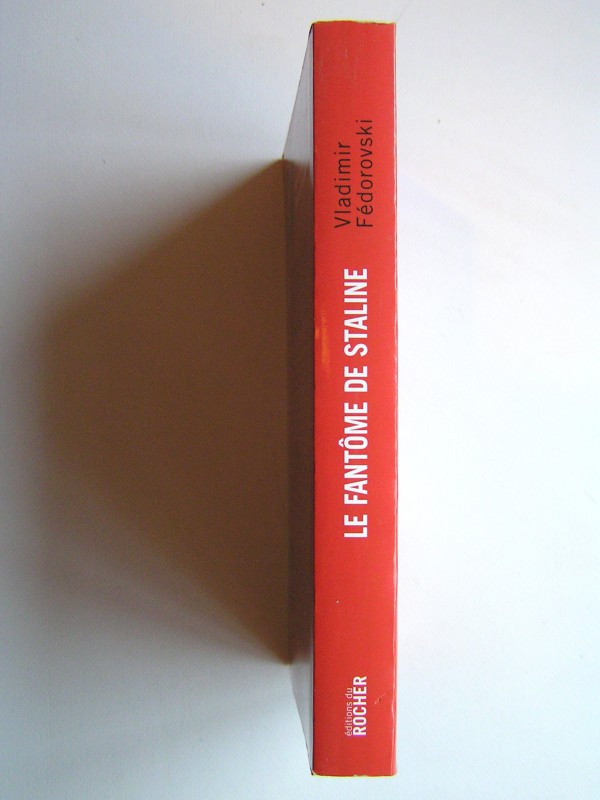 Vladimir
Fédorovski
LE FANTÔME DE STALINE
éditions du
ROCHER